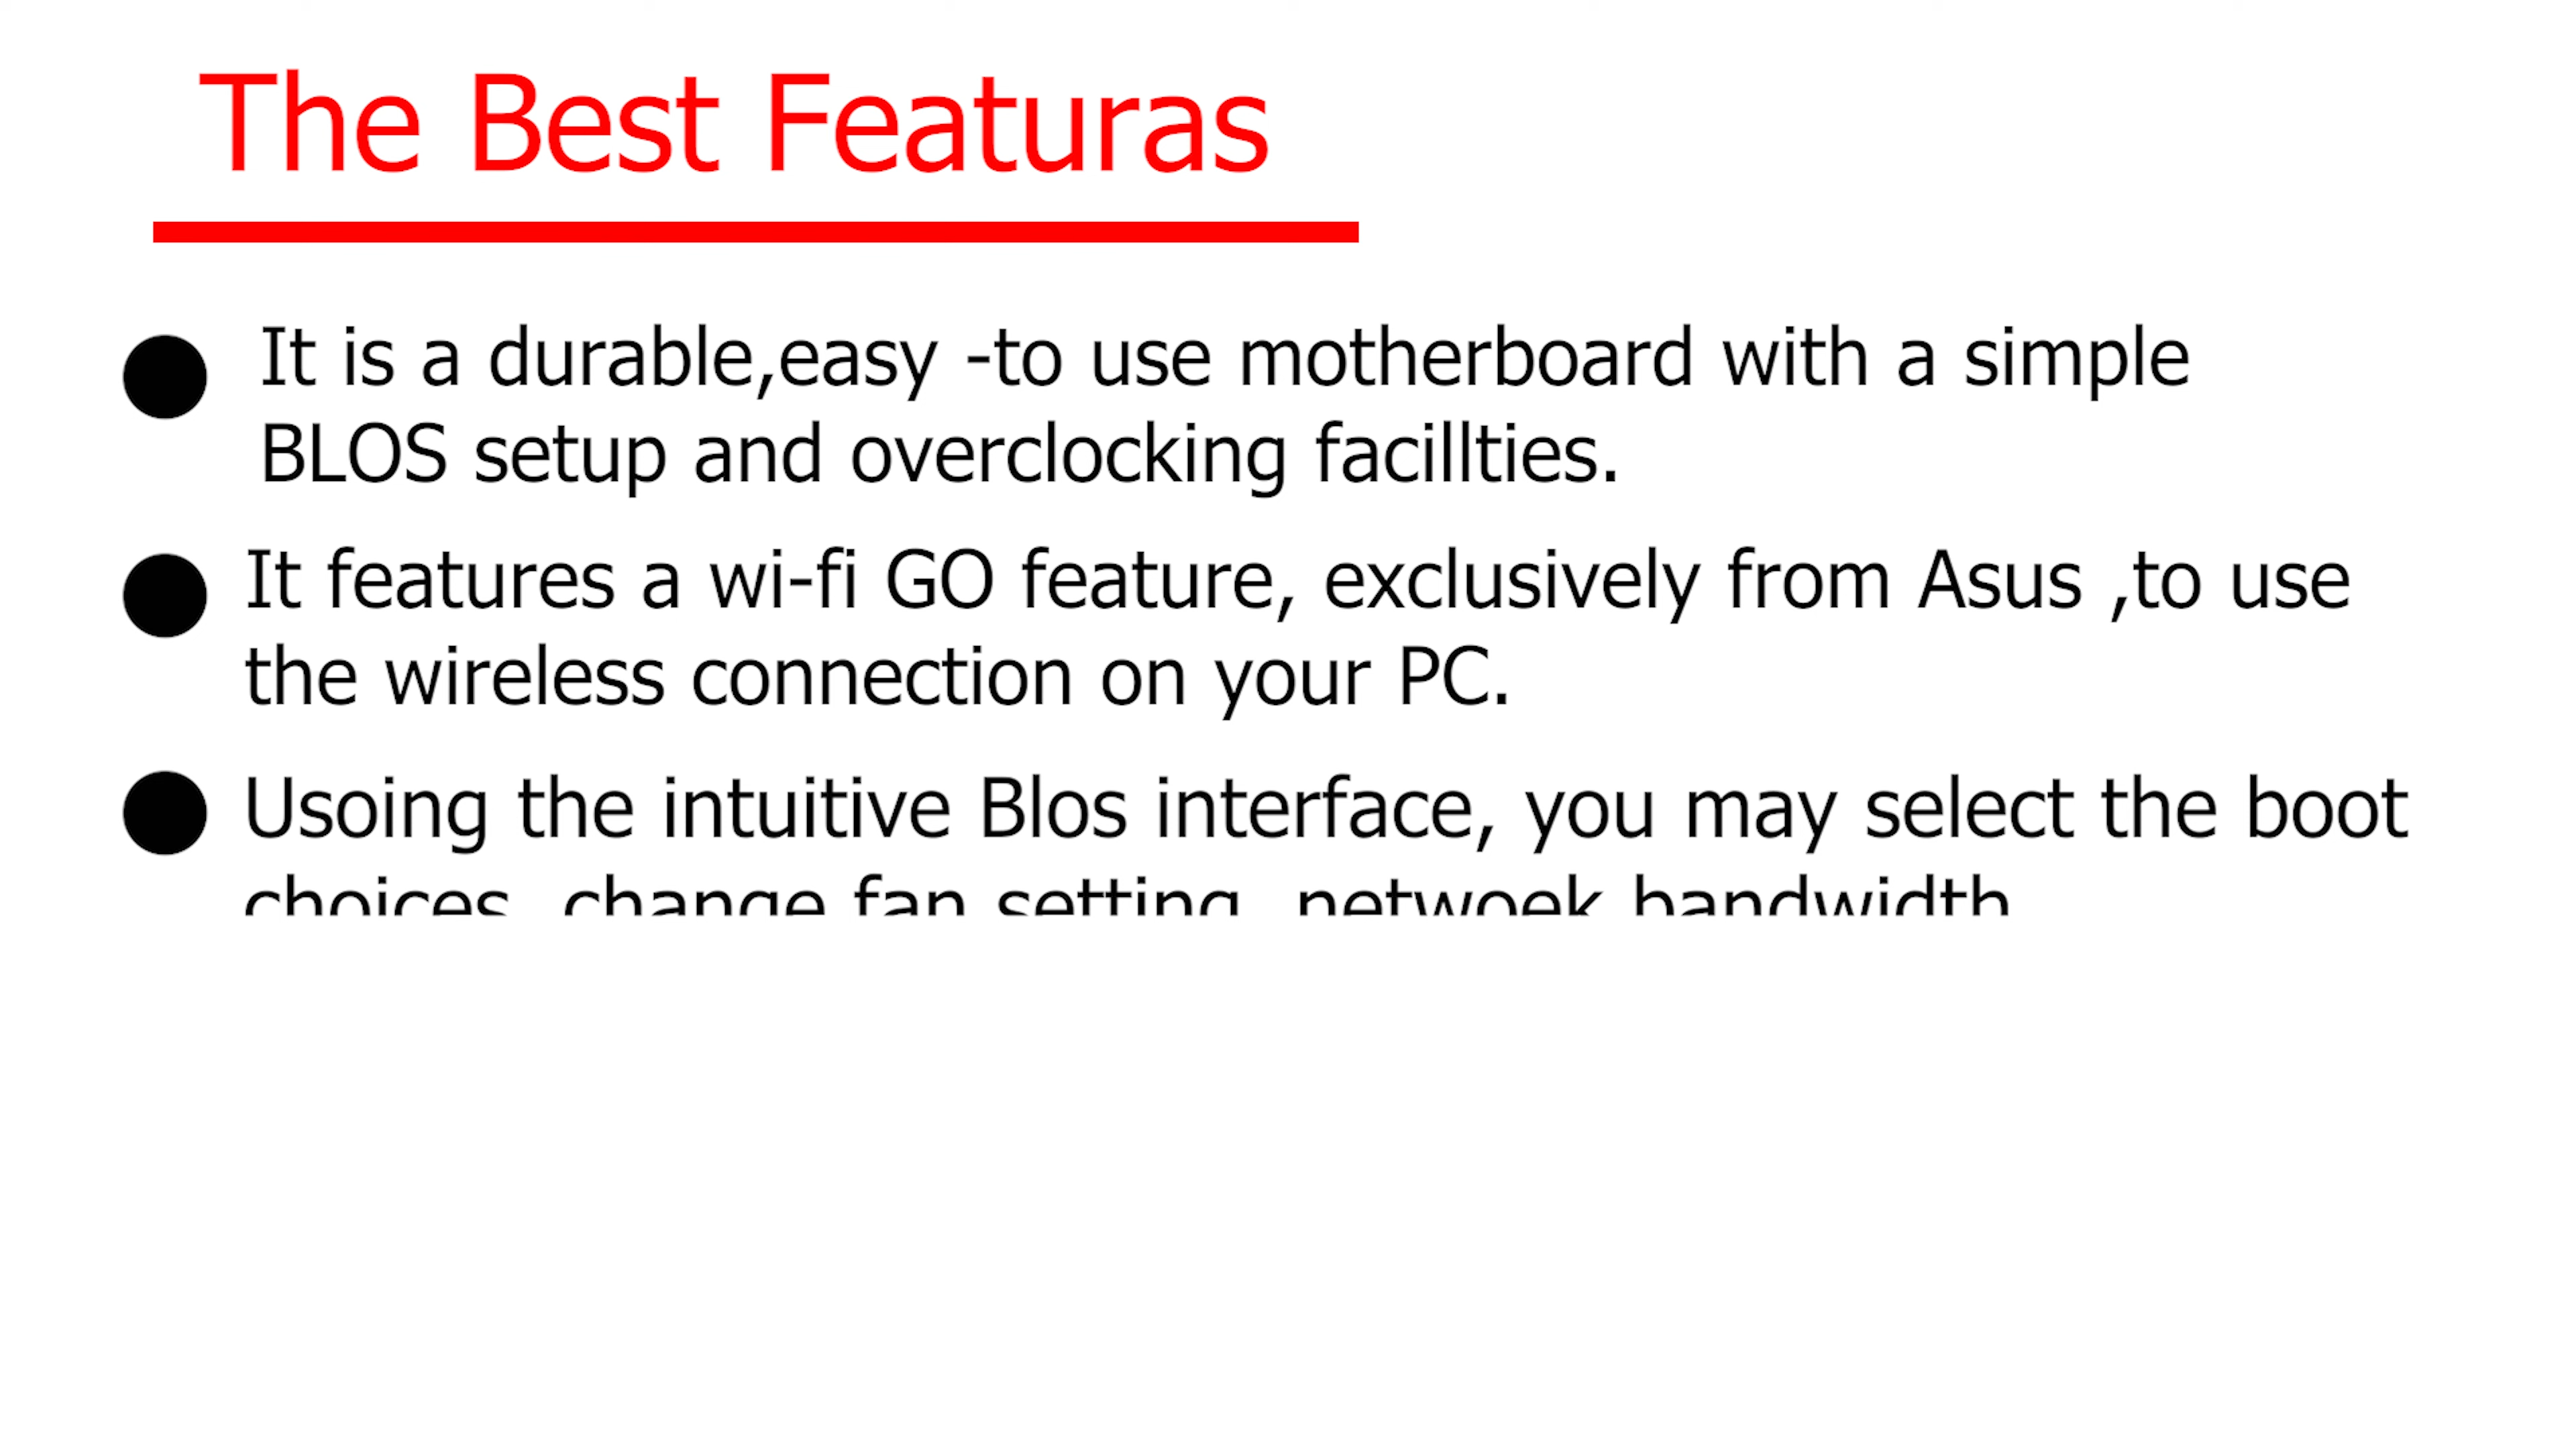 The Best Featuras
It is a durable,easy -to use motherboard with a simple
BLOS setup and overclocking facillties.
It features a wi-fi GO feature, exclusively from Asus ,to use
the wireless connection on your PC.
Usoing the intuitive Blos interface, you may select the boot
choices, change fan setting, netwoek bandwidth